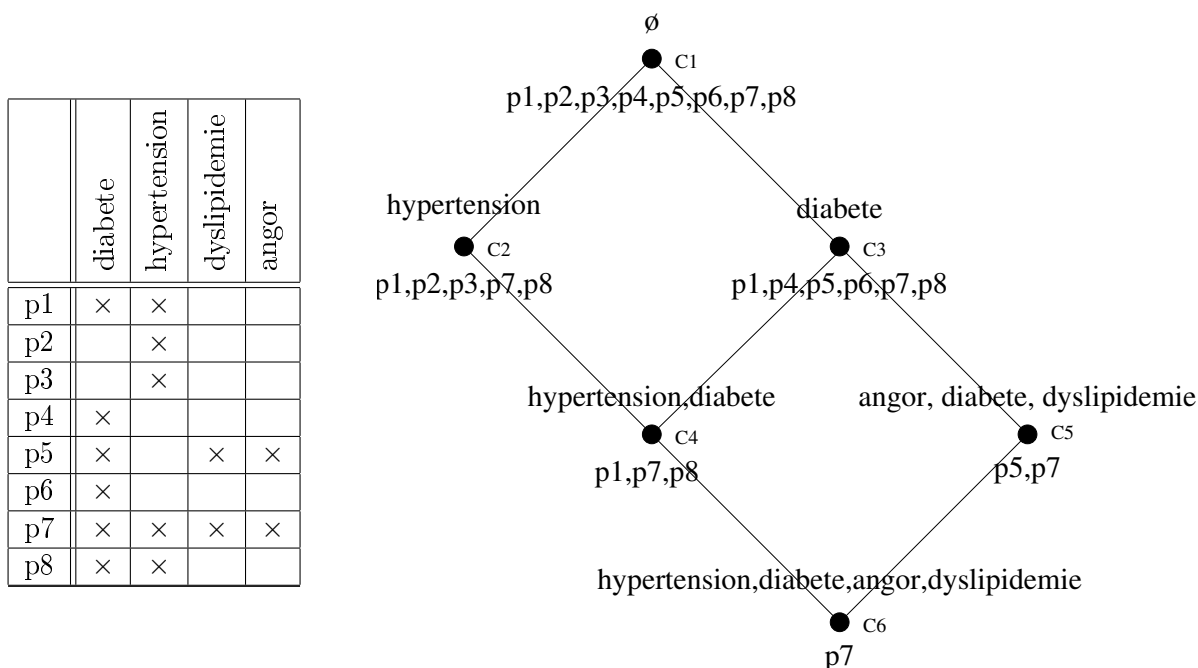 diabete hypertension dyslipidemie angor
p1 × ×
p2 ×
p3 ×
p4 ×
p5 × × ×
p6 ×
p7 × × × ×
p8 × ×
ø
C1
p1,p2,p3,p4,p5,p6,p7,p8
hypertension
C2
p1,p2,p3,p7,p8
diabete
C3
p1,p4,p5,p6,p7,p8
hypertension,diabete
C4
p1,p7,p8
angor, diabete, dyslipidemie
C5
p5,p7
hypertension,diabete,angor,dyslipidemie
C6
p7